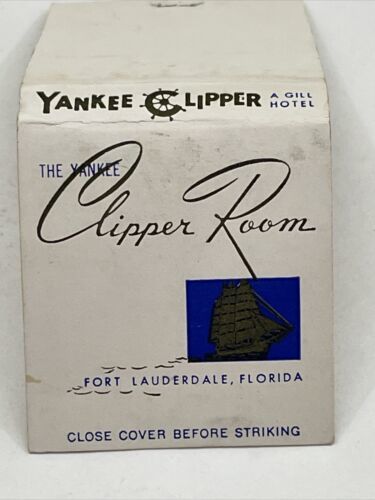 YANKEE CLIPPER A GILL HOTEL
THE YANKEE
Clipper Room
FORT LAUDERDALE, FLORIDA
CLOSE COVER BEFORE STRIKING